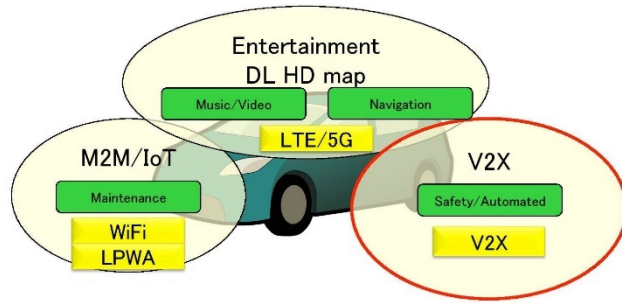 Entertainment
DL HD map
Music/Video
Navigation
LTE/5G
M2M/IoT
Maintenance
WiFi
LPWA
V2X
Safety/Automated
V2X